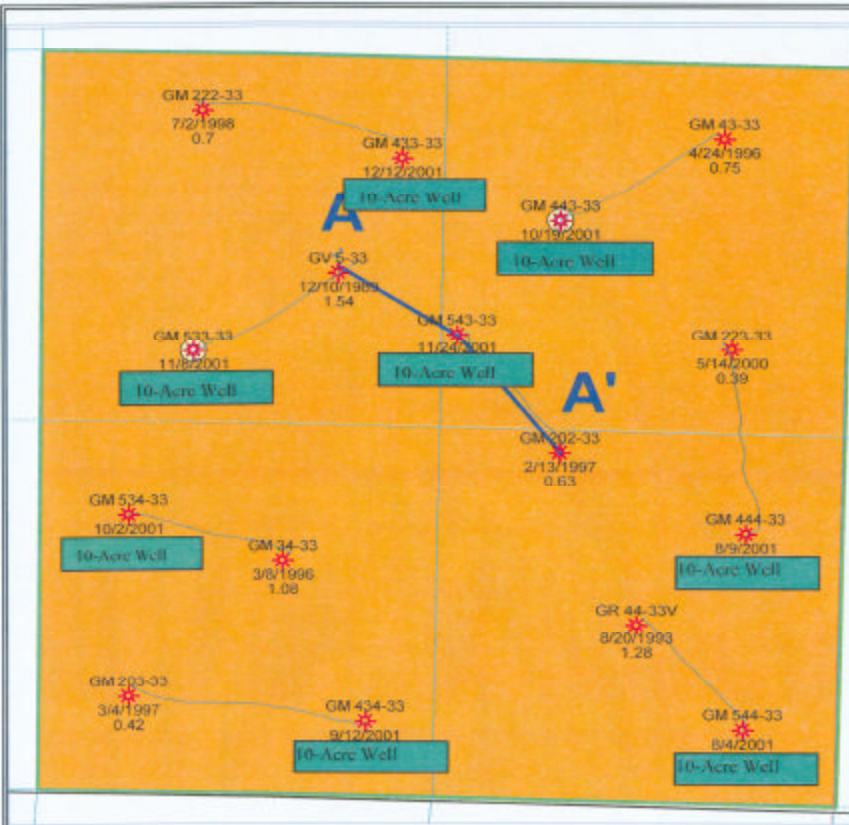 GM 222-33
7/2/1998
0.7
GM 433-33
12/12/2001
10-Acre Well
GM 43-33
4/24/1996
0.75
GM 443-33
10/19/2001
10-Acre Well
A
GV 5-33
12/10/1989
1.54
GM 543-33
11/24/2001
10-Acre Well
GM 533-33
11/8/2001
10-Acre Well
GM 223-33
5/14/2000
0.39
A'
GM 202-33
2/13/1997
0.63
GM 534-33
10/2/2001
10-Acre Well
GM 34-33
3/8/1996
1.08
GM 444-33
8/9/2001
10-Acre Well
GR 44-33V
8/20/1993
1.28
GM 203-33
3/4/1997
0.42
GM 434-33
9/12/2001
10-Acre Well
GM 544-33
8/4/2001
10-Acre Well